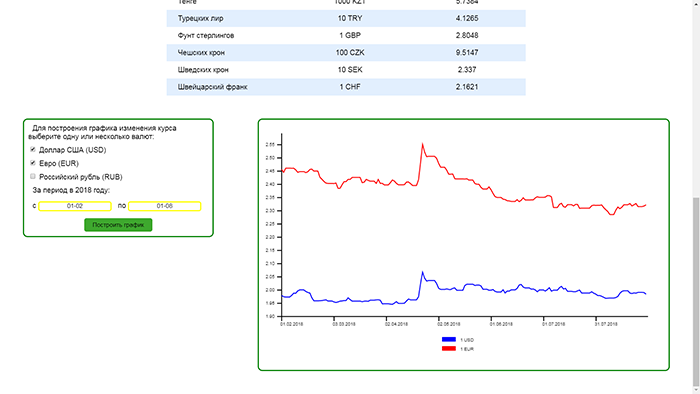 Тенге 1000 KZT 5.7384
Турецких лир 10 TRY 4.1265
Фунт стерлингов 1 GBP 2.8048
Чешских крон 100 CZK 9.5147
Шведских крон 10 SEK 2.337
Швейцарский франк 1 CHF 2.1621
Для построения графика изменения курса
выберите одну или несколько валют:
Доллар США (USD)
Евро (EUR)
Российский рубль (RUB)
За период в 2018 году:
с 01-02 по 01-08
Построить график
2.55
2.50
2.45
2.40
2.35
2.30
2.25
2.20
2.15
2.10
2.05
2.00
1.95
1.90
01.02.2018 03.03.2018 02.04.2018 02.05.2018 01.06.2018 01.07.2018 31.07.2018
1 USD
1 EUR